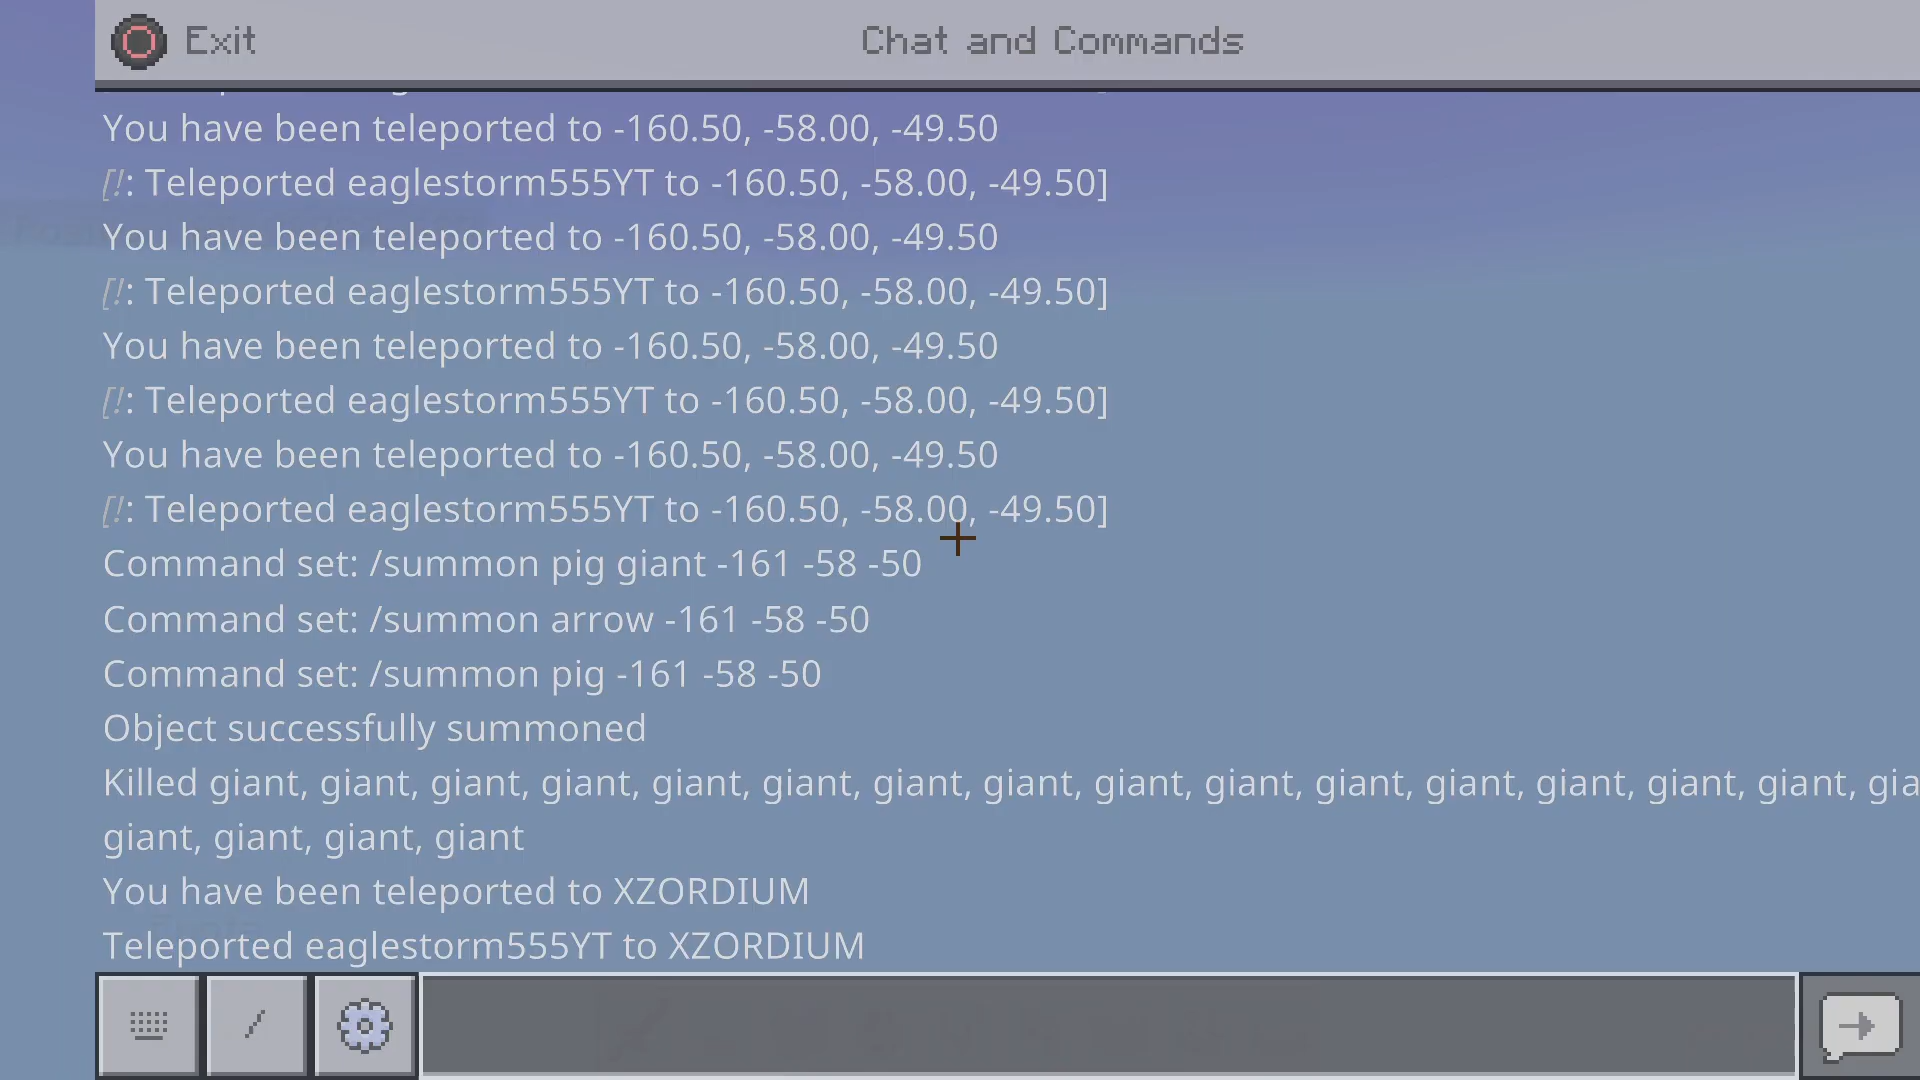 Exit
Chat and Commands
You have been teleported to -160.50, -58.00, -49.50
[!: Teleported eaglestorm555YT to -160.50, -58.00, -49.50]
You have been teleported to -160.50, -58.00, -49.50
[!: Teleported eaglestorm555YT to -160.50, -58.00, -49.50]
You have been teleported to -160.50, -58.00, -49.50
[!: Teleported eaglestorm555YT to -160.50, -58.00, -49.50]
You have been teleported to -160.50, -58.00, -49.50
[!: Teleported eaglestorm555YT to -160.50, -58.00, -49.50]
Command set: /summon pig giant -161 -58 -50
Command set: /summon arrow -161 -58 -50
Command set: /summon pig -161 -58 -50
Object successfully summoned
Killed giant, giant, giant, giant, giant, giant, giant, giant, giant, giant, giant, giant, giant, giant, giant, gia
giant, giant, giant, giant
You have been teleported to XZORDIUM
Teleported eaglestorm555YT to XZORDIUM
/